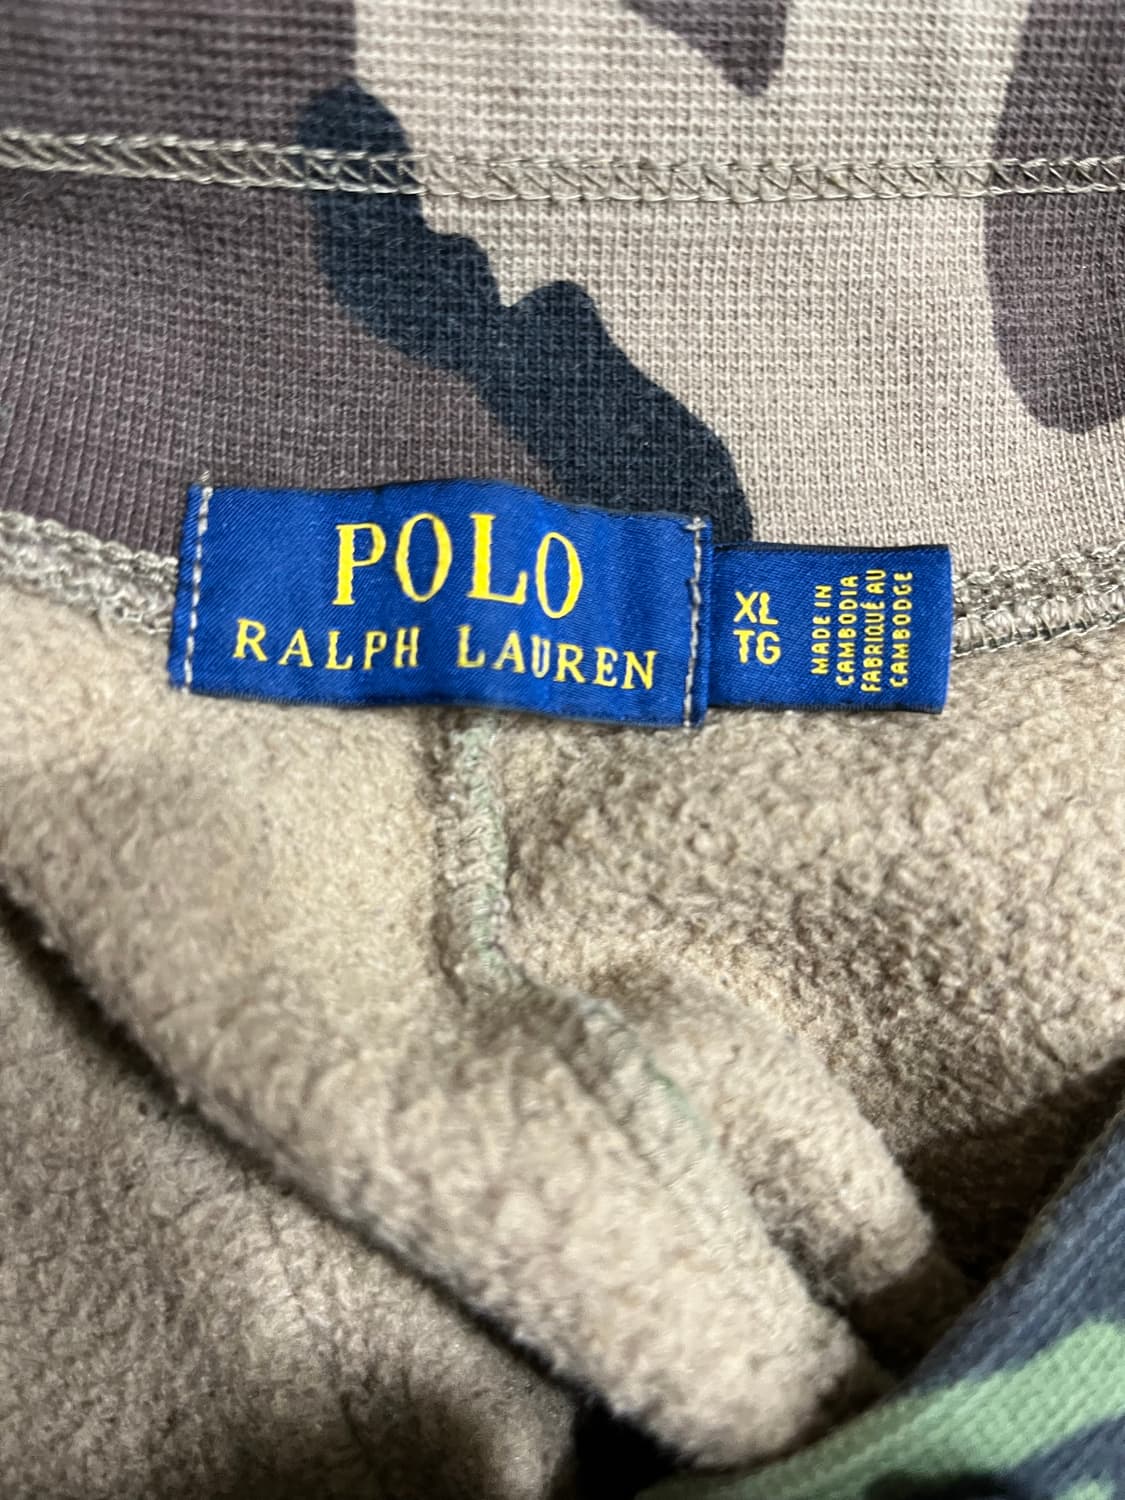 POLO
RALPH LAUREN
XL
TG
MADE IN
CAMBODIA
FABRIQUÉ AU
CAMBODGE